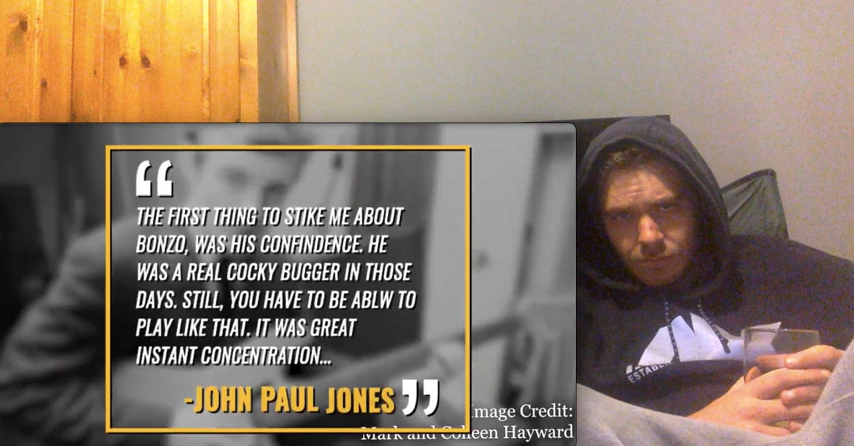 “
THE FIRST THING TO STIKE ME ABOUT
BONZO, WAS HIS CONFINDENCE. HE
WAS A REAL COCKY BUGGER IN THOSE
DAYS. STILL, YOU HAVE TO BE ABLW TO
PLAY LIKE THAT. IT WAS GREAT
INSTANT CONCENTRATION...
-JOHN PAUL JONES ”
Image Credit:
Mark and Colleen Hayward